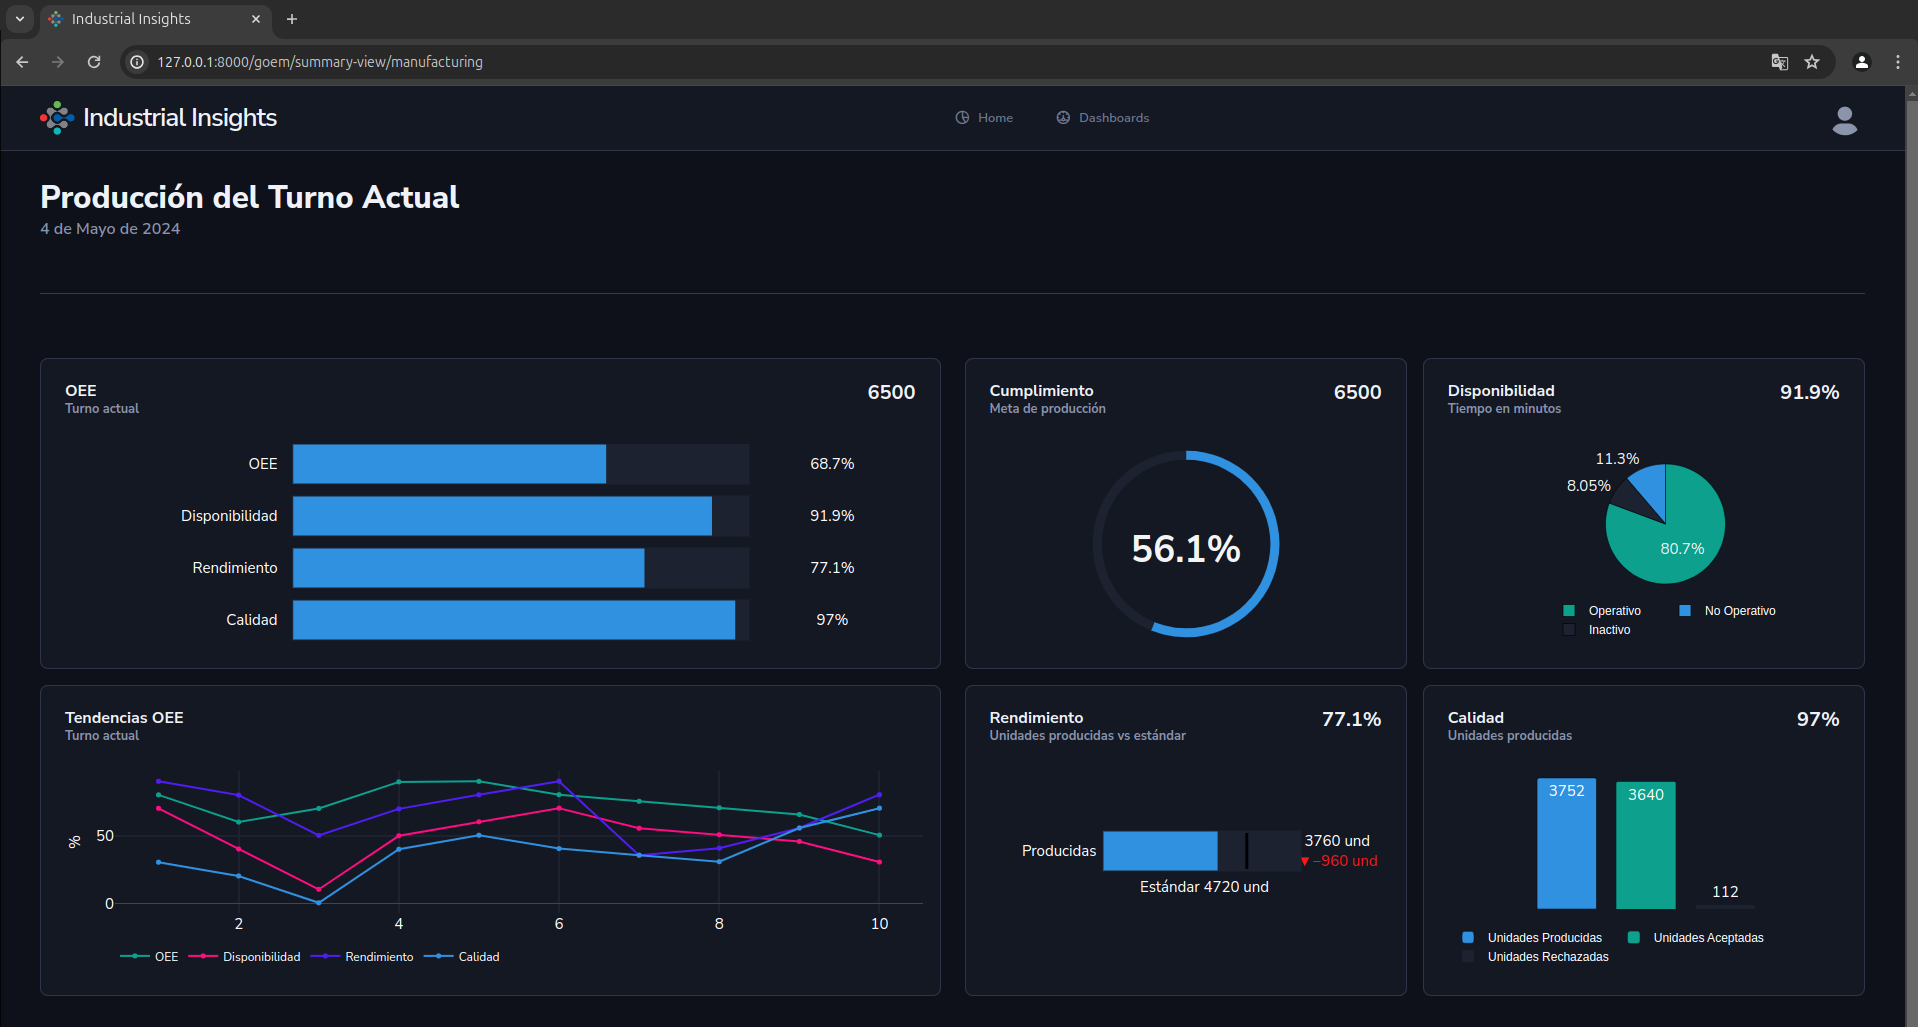 Industrial Insights
127.0.0.1:8000/goem/summary-view/manufacturing
Industrial Insights
Home
Dashboards
Producción del Turno Actual
4 de Mayo de 2024
OEE
6500
Turno actual
OEE
68.7%
Disponibilidad
91.9%
Rendimiento
77.1%
Calidad
97%
Cumplimiento
6500
Meta de producción
56.1%
Disponibilidad
91.9%
Tiempo en minutos
11.3%
8.05%
80.7%
Operativo
No Operativo
Inactivo
Tendencias OEE
Turno actual
%
50
0
2
4
6
8
10
OEE
Disponibilidad
Rendimiento
Calidad
Rendimiento
77.1%
Unidades producidas vs estándar
Producidas
3760 und
▼−960 und
Estándar 4720 und
Calidad
97%
Unidades producidas
3752
3640
112
Unidades Producidas
Unidades Aceptadas
Unidades Rechazadas